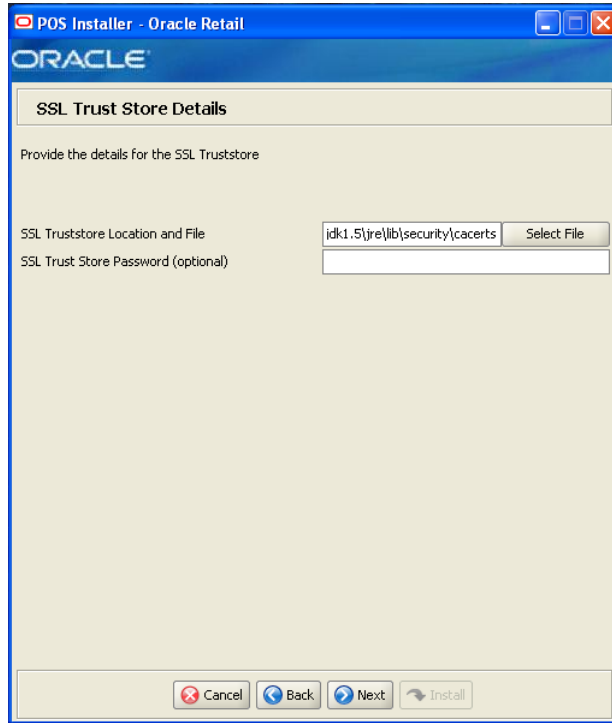 POS Installer - Oracle Retail
ORACLE
SSL Trust Store Details
Provide the details for the SSL Truststore
SSL Truststore Location and File jdk1.5\jre\lib\security\cacerts Select File
SSL Trust Store Password (optional)
Cancel Back Next Install